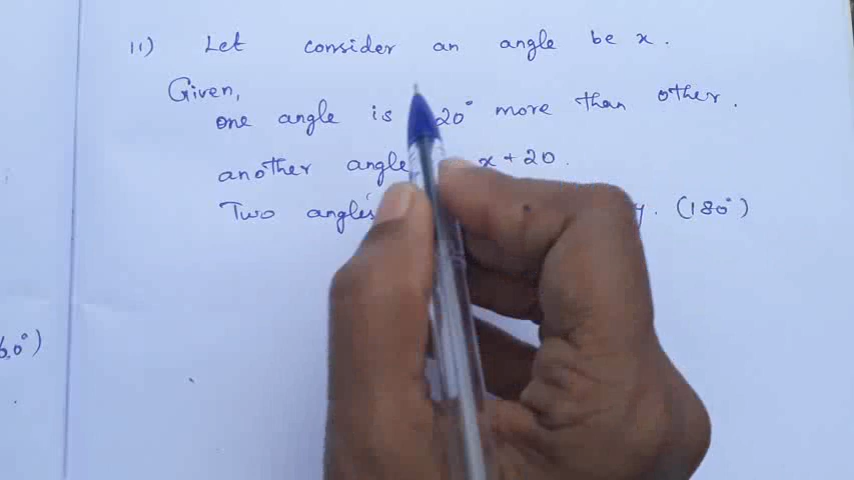 11) Let consider an angle be x.
Given,
one angle is 20° more than other.
another angle x + 20.
Two angles (180°)
0°)